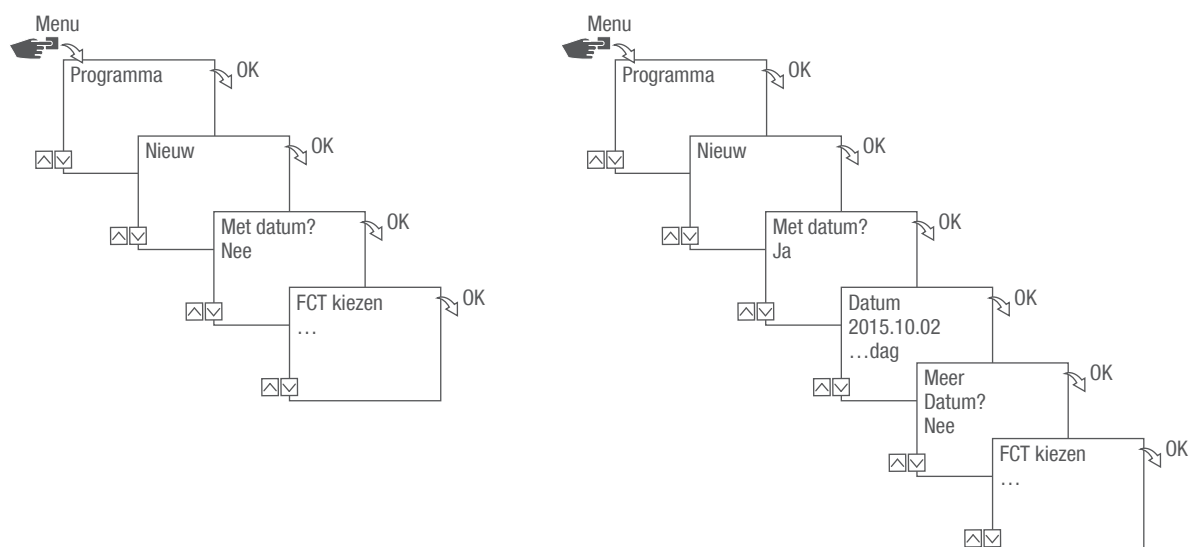 Menu
Programma
OK
Nieuw
OK
Met datum?
Nee
OK
FCT kiezen
...
OK
Menu
Programma
OK
Nieuw
OK
Met datum?
Ja
OK
Datum
2015.10.02
...dag
OK
Meer
Datum?
Nee
OK
FCT kiezen
...
OK